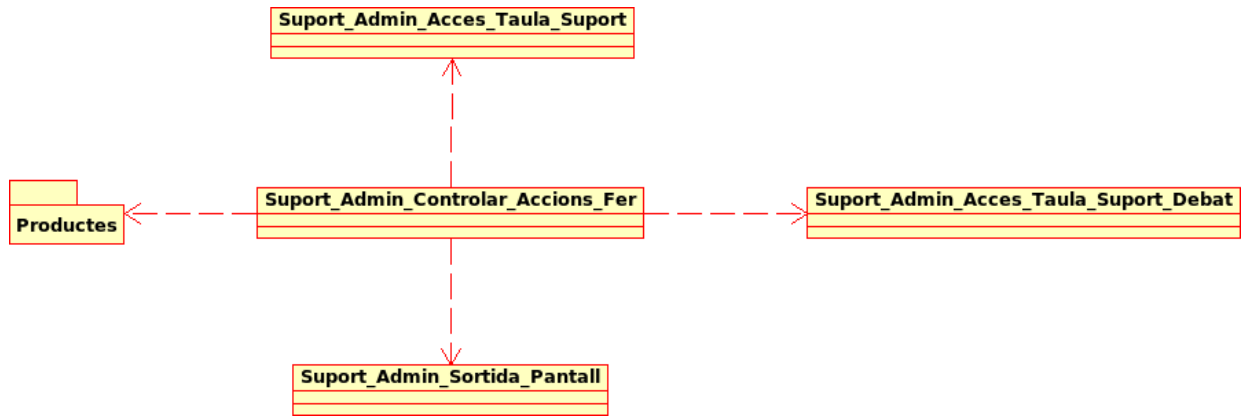 Suport_Admin_Acces_Taula_Suport
Suport_Admin_Controlar_Accions_Fer
Suport_Admin_Acces_Taula_Suport_Debat
Productes
Suport_Admin_Sortida_Pantall